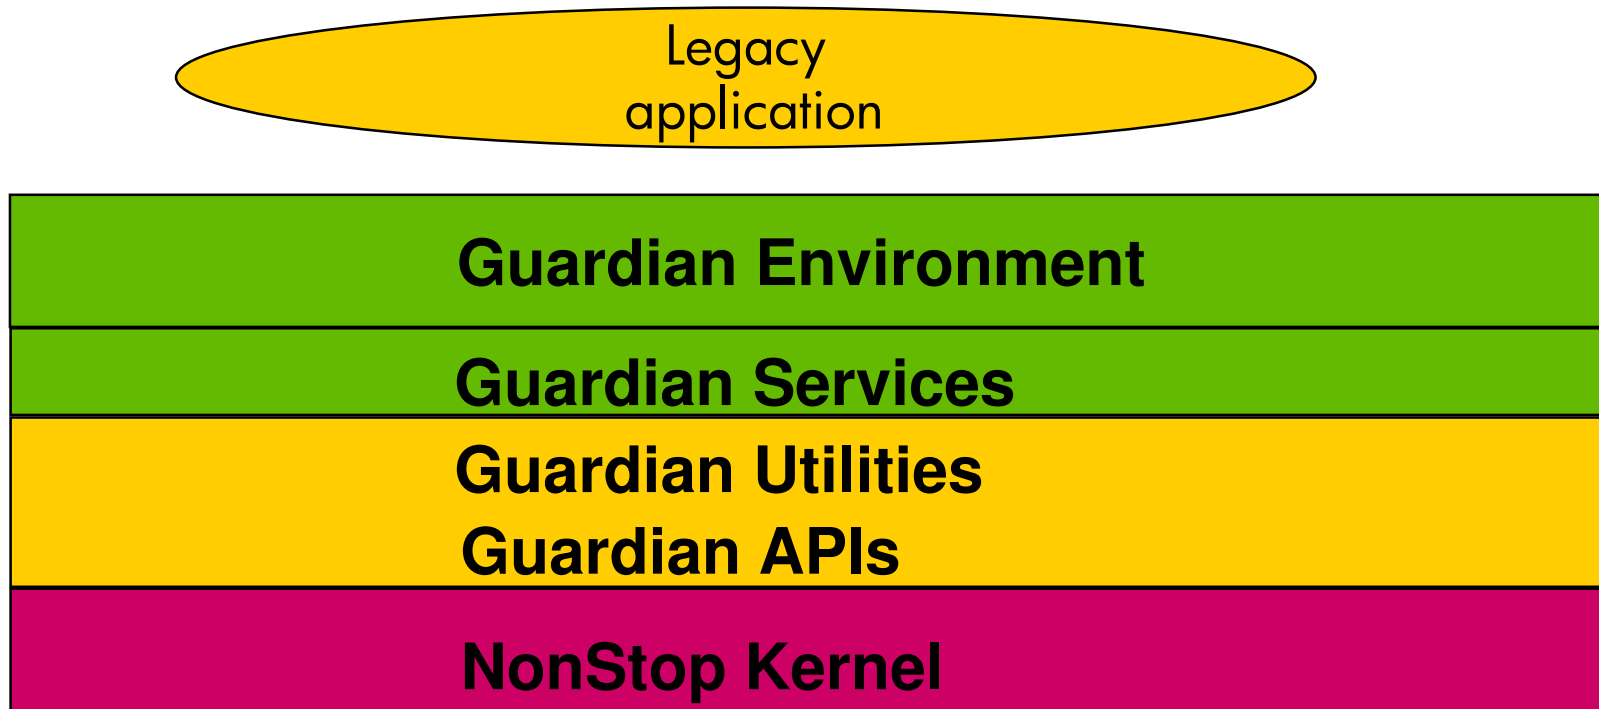 Legacy
application
Guardian Environment
Guardian Services
Guardian Utilities
Guardian APIs
NonStop Kernel